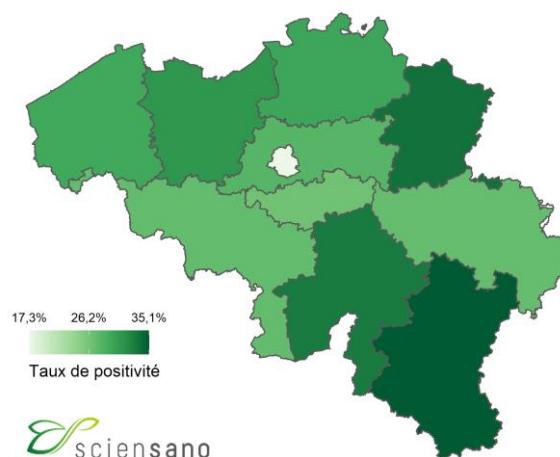 17,3% 26,2% 35,1%
Taux de positivité
sciensano